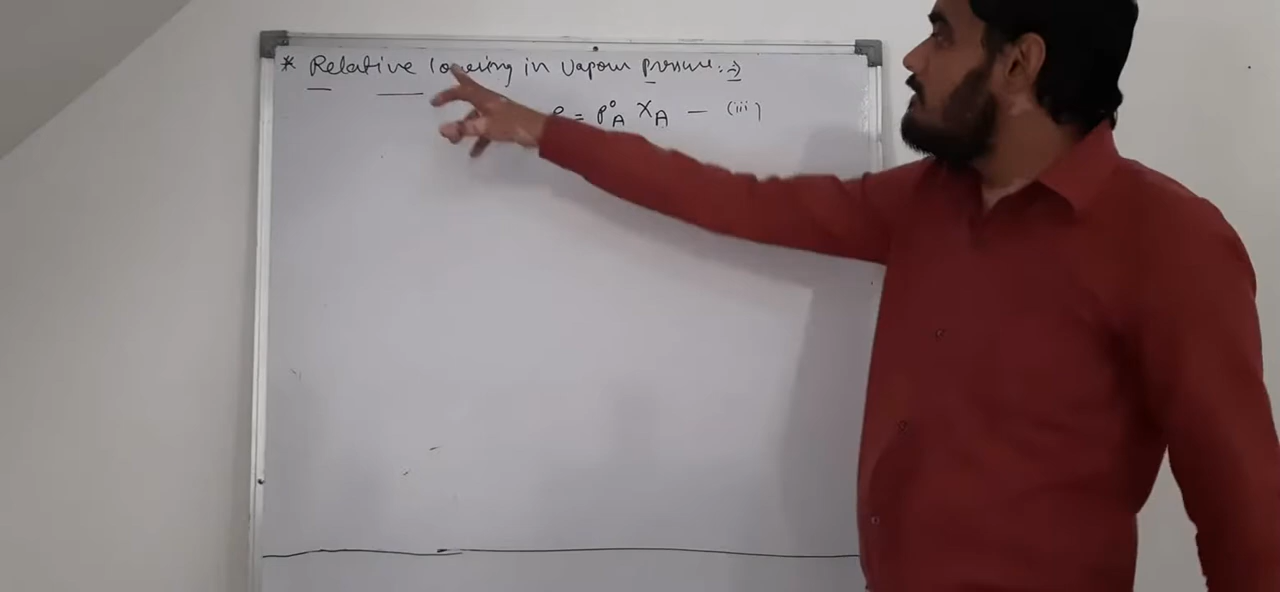 * Relative lowering in Vapour Pressure. ⇒
P = P°A XA — (iii)